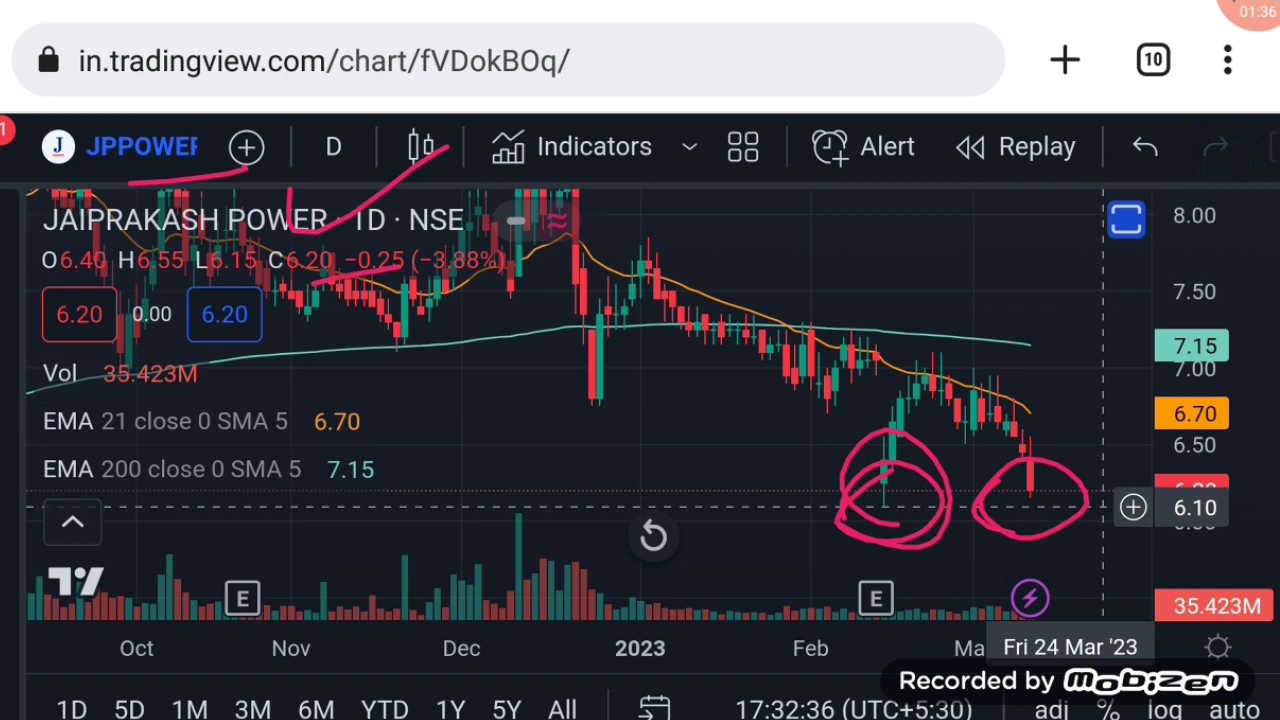 01:36
in.tradingview.com/chart/fVDokBOq/
10
1
J JPPOWER D Indicators Alert Replay
JAIPRAKASH POWER · 1D · NSE
8.00
O6.40 H6.55 L6.15 C6.20 −0.25 (−3.88%)
7.50
6.20 0.00 6.20
7.15
7.00
Vol 35.423M
EMA 21 close 0 SMA 5 6.70
6.70
6.50
EMA 200 close 0 SMA 5 7.15
6.10
E E
35.423M
Oct Nov Dec 2023 Feb Ma Fri 24 Mar '23
Recorded by mobizen
1D 5D 1M 3M 6M YTD 1Y 5Y All 17:32:36 (UTC+5:30) adj % log auto